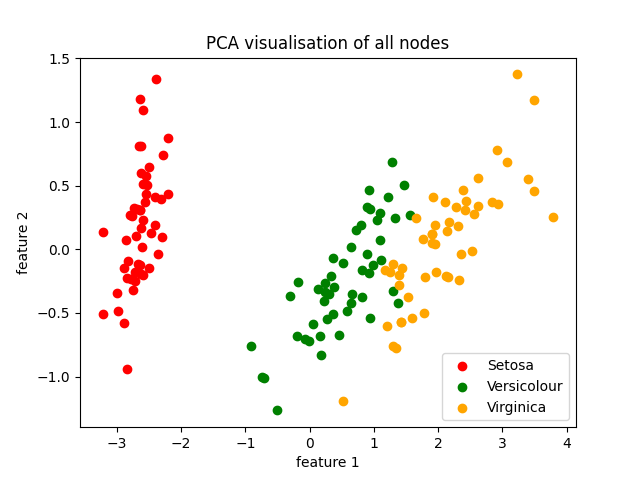 PCA visualisation of all nodes
feature 2
1.5
1.0
0.5
0.0
−0.5
−1.0
−3 −2 −1 0 1 2 3 4
feature 1
Setosa
Versicolour
Virginica